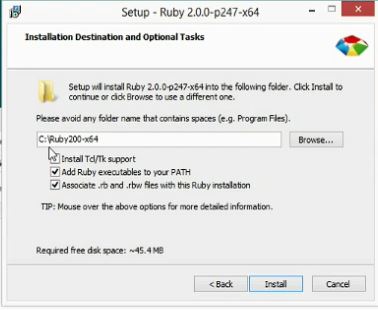 Setup - Ruby 2.0.0-p247-x64
Installation Destination and Optional Tasks
Setup will install Ruby 2.0.0-p247-x64 into the following folder. Click Install to
continue or click Browse to use a different one.
Please avoid any folder name that contains spaces (e.g. Program Files).
C:\Ruby200-x64
Browse...
Install Tcl/Tk support
Add Ruby executables to your PATH
Associate .rb and .rbw files with this Ruby installation
TIP: Mouse over the above options for more detailed information.
Required free disk space: ~45.4 MB
< Back
Install
Cancel